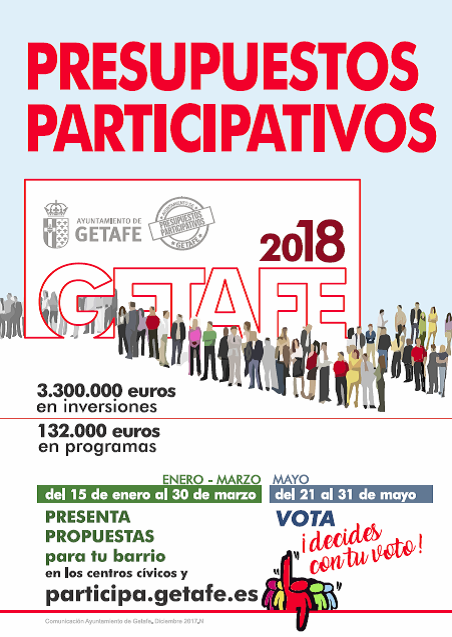 PRESUPUESTOS
PARTICIPATIVOS
AYUNTAMIENTO DE
GETAFE
AYUNTAMIENTO DE
PRESUPUESTOS
PARTICIPATIVOS
GETAFE
2018
GETAFE
3.300.000 euros
en inversiones
132.000 euros
en programas
ENERO - MARZO
del 15 de enero al 30 de marzo
PRESENTA
PROPUESTAS
para tu barrio
en los centros cívicos y
participa.getafe.es
MAYO
del 21 al 31 de mayo
VOTA
¡decides
con tu voto!
Comunicación Ayuntamiento de Getafe, Diciembre 2017.N